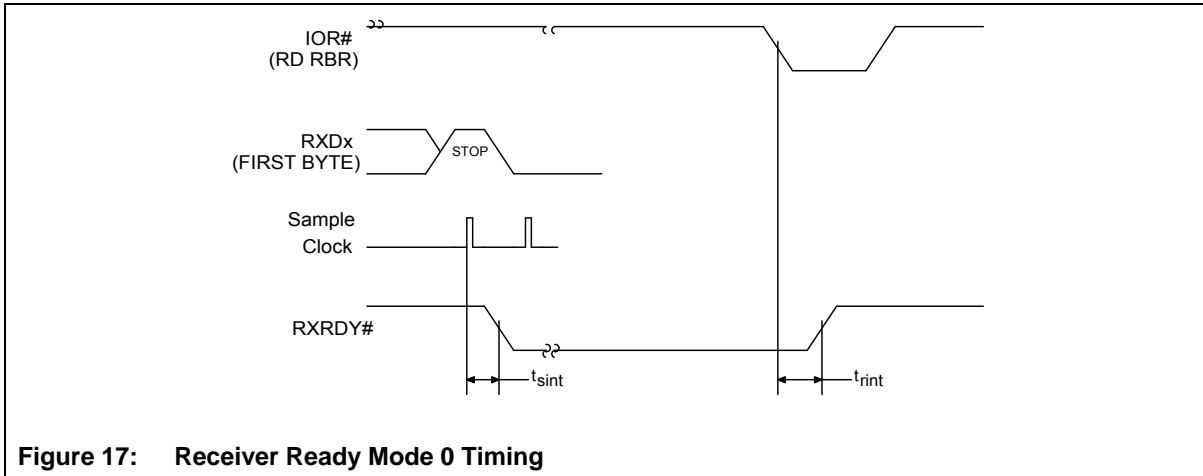 IOR#
(RD RBR)
RXDx
(FIRST BYTE)
STOP
Sample
Clock
RXRDY#
tsint
trint
Figure 17: Receiver Ready Mode 0 Timing